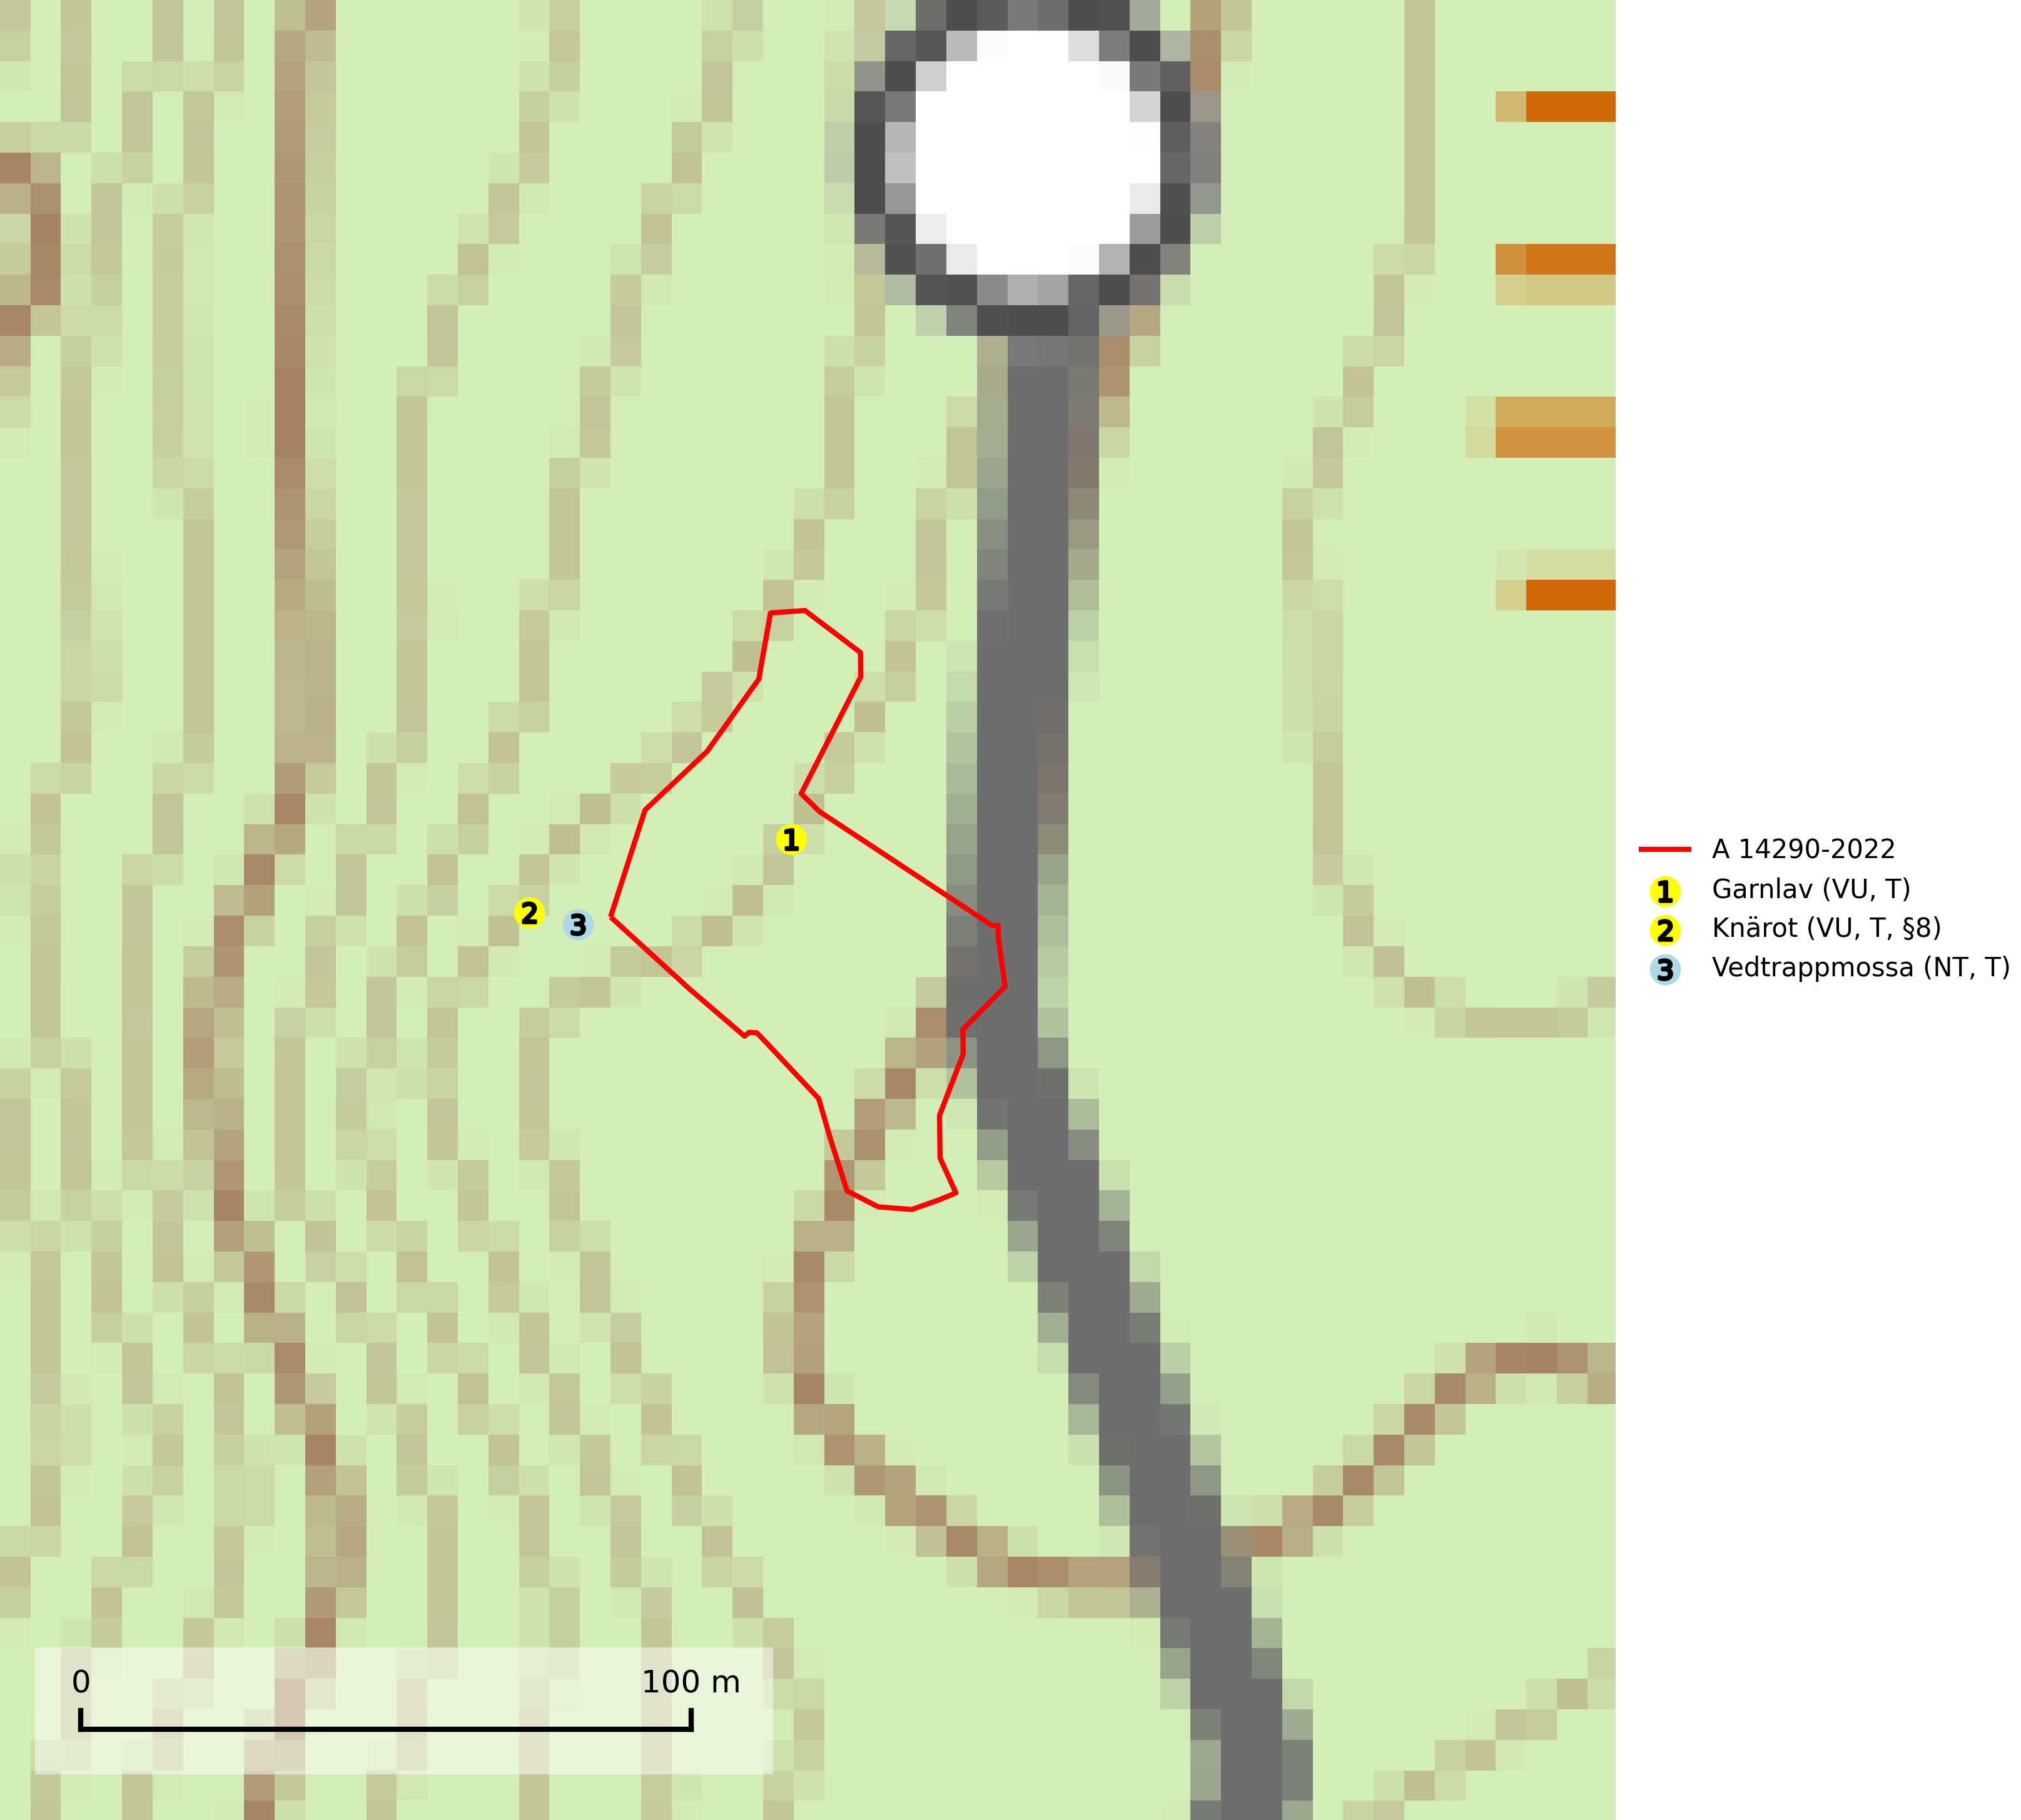 1
2
3
A 14290-2022
1 Garnlav (VU, T)
2 Knärot (VU, T, §8)
3 Vedtrappmossa (NT, T)
0 100 m